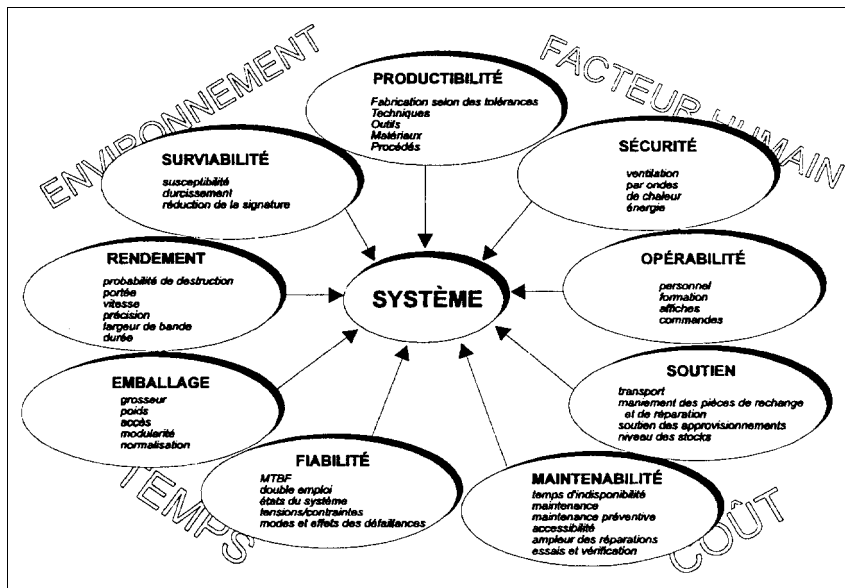 ENVIRONNEMENT
FACTEUR HUMAIN
PRODUCTIBILITÉ
Fabrication selon des tolérances
Techniques
Outils
Matériaux
Procédés
SURVIABILITÉ
susceptibilité
durcissement
réduction de la signature
SÉCURITÉ
ventilation
par ondes
de chaleur
énergie
RENDEMENT
probabilité de destruction
portée
vitesse
précision
largeur de bande
durée
SYSTÈME
OPÉRABILITÉ
personnel
formation
affiches
commandes
EMBALLAGE
grosseur
poids
accès
modularité
normalisation
SOUTIEN
transport
maniement des pièces de rechange
et de réparation
soutien des approvisionnements
niveau des stocks
FIABILITÉ
MTBF
double emploi
états du système
tensions/contraintes
modes et effets des défaillances
MAINTENABILITÉ
temps d'indisponibilité
maintenance
maintenance préventive
accessibilité
ampleur des réparations
essais et vérification
TEMPS
COÛT